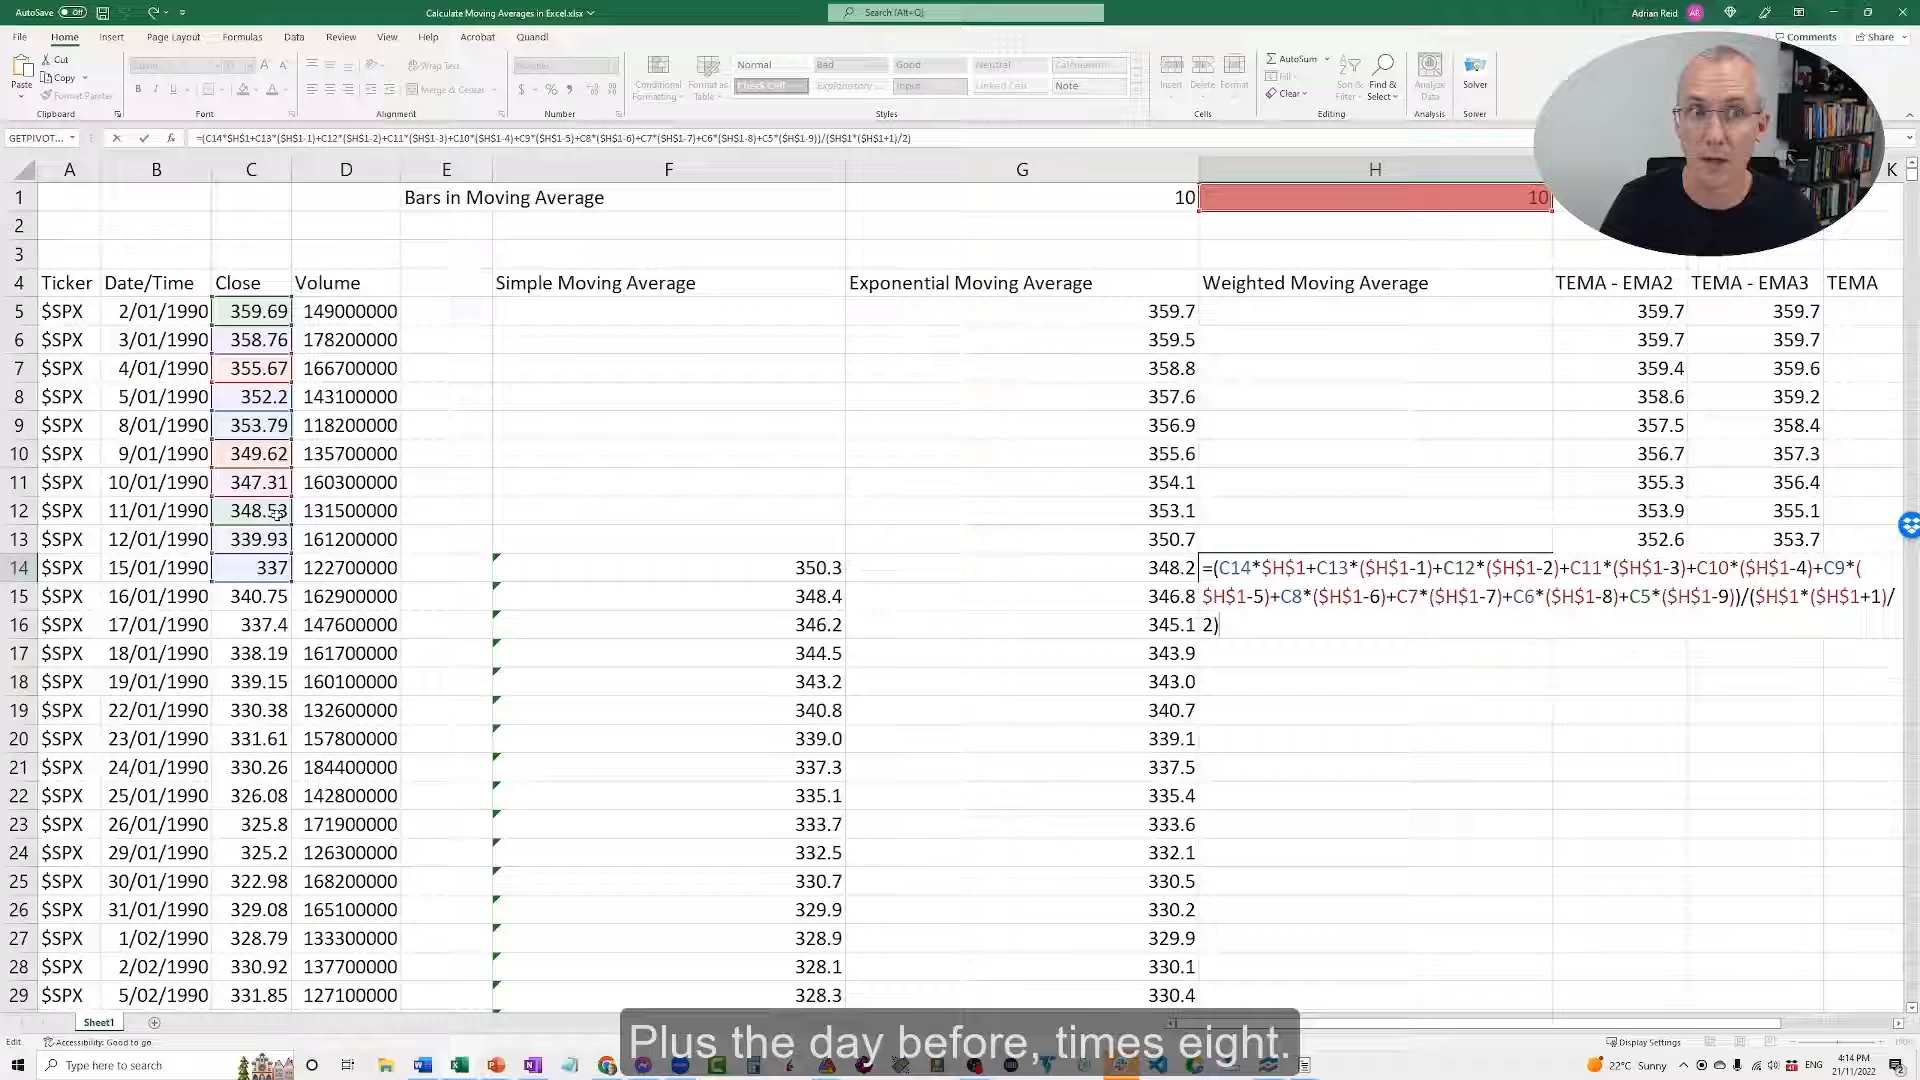 AutoSave Off Calculate Moving Averages in Excel.xlsx Search (Alt+Q) Adrian Reid AR
File Home Insert Page Layout Formulas Data Review View Help Acrobat Quandl Comments Share
Paste Cut Copy Format Painter Wrap Text Merge & Center Conditional Formatting Format as Table Normal Bad Good Neutral Calculation Check Cell Explanatory ... Input Linked Cell Note Insert Delete Format AutoSum Fill Clear Sort & Filter Find & Select Analyze Data Solver
Clipboard Font Alignment Number Styles Cells Editing Analysis Solver
GETPIVOT... fx =(C14*$H$1+C13*($H$1-1)+C12*($H$1-2)+C11*($H$1-3)+C10*($H$1-4)+C9*($H$1-5)+C8*($H$1-6)+C7*($H$1-7)+C6*($H$1-8)+C5*($H$1-9))/($H$1*($H$1+1)/2)
A B C D E F G H K
1 Bars in Moving Average 10 10
2
3
4 Ticker Date/Time Close Volume Simple Moving Average Exponential Moving Average Weighted Moving Average TEMA - EMA2 TEMA - EMA3 TEMA
5 $SPX 2/01/1990 359.69 149000000 359.7 359.7 359.7
6 $SPX 3/01/1990 358.76 178200000 359.5 359.7 359.7
7 $SPX 4/01/1990 355.67 166700000 358.8 359.4 359.6
8 $SPX 5/01/1990 352.2 143100000 357.6 358.6 359.2
9 $SPX 8/01/1990 353.79 118200000 356.9 357.5 358.4
10 $SPX 9/01/1990 349.62 135700000 355.6 356.7 357.3
11 $SPX 10/01/1990 347.31 160300000 354.1 355.3 356.4
12 $SPX 11/01/1990 348.53 131500000 353.1 353.9 355.1
13 $SPX 12/01/1990 339.93 161200000 350.7 352.6 353.7
14 $SPX 15/01/1990 337 122700000 350.3 348.2 =(C14*$H$1+C13*($H$1-1)+C12*($H$1-2)+C11*($H$1-3)+C10*($H$1-4)+C9*(
15 $SPX 16/01/1990 340.75 162900000 348.4 346.8 $H$1-5)+C8*($H$1-6)+C7*($H$1-7)+C6*($H$1-8)+C5*($H$1-9))/($H$1*($H$1+1)/
16 $SPX 17/01/1990 337.4 162600000 346.2 345.1 2)
17 $SPX 18/01/1990 338.19 161700000 344.5 343.9
18 $SPX 19/01/1990 339.15 160100000 343.2 343.0
19 $SPX 22/01/1990 330.38 132600000 340.8 340.7
20 $SPX 23/01/1990 331.61 157800000 339.0 339.1
21 $SPX 24/01/1990 330.26 184400000 337.3 337.5
22 $SPX 25/01/1990 326.08 142800000 335.1 335.4
23 $SPX 26/01/1990 325.8 171900000 333.7 333.6
24 $SPX 29/01/1990 325.2 126300000 332.5 332.1
25 $SPX 30/01/1990 322.98 168200000 330.7 330.5
26 $SPX 31/01/1990 329.08 165100000 329.9 330.2
27 $SPX 1/02/1990 328.79 133300000 328.9 329.9
28 $SPX 2/02/1990 330.92 137700000 328.1 330.1
29 $SPX 5/02/1990 331.85 127100000 328.3 330.4
Sheet1
Plus the day before, times eight.
Edit Accessibility: Good to go Display Settings
Type here to search 22°C Sunny ENG 4:14 PM
21/11/2022